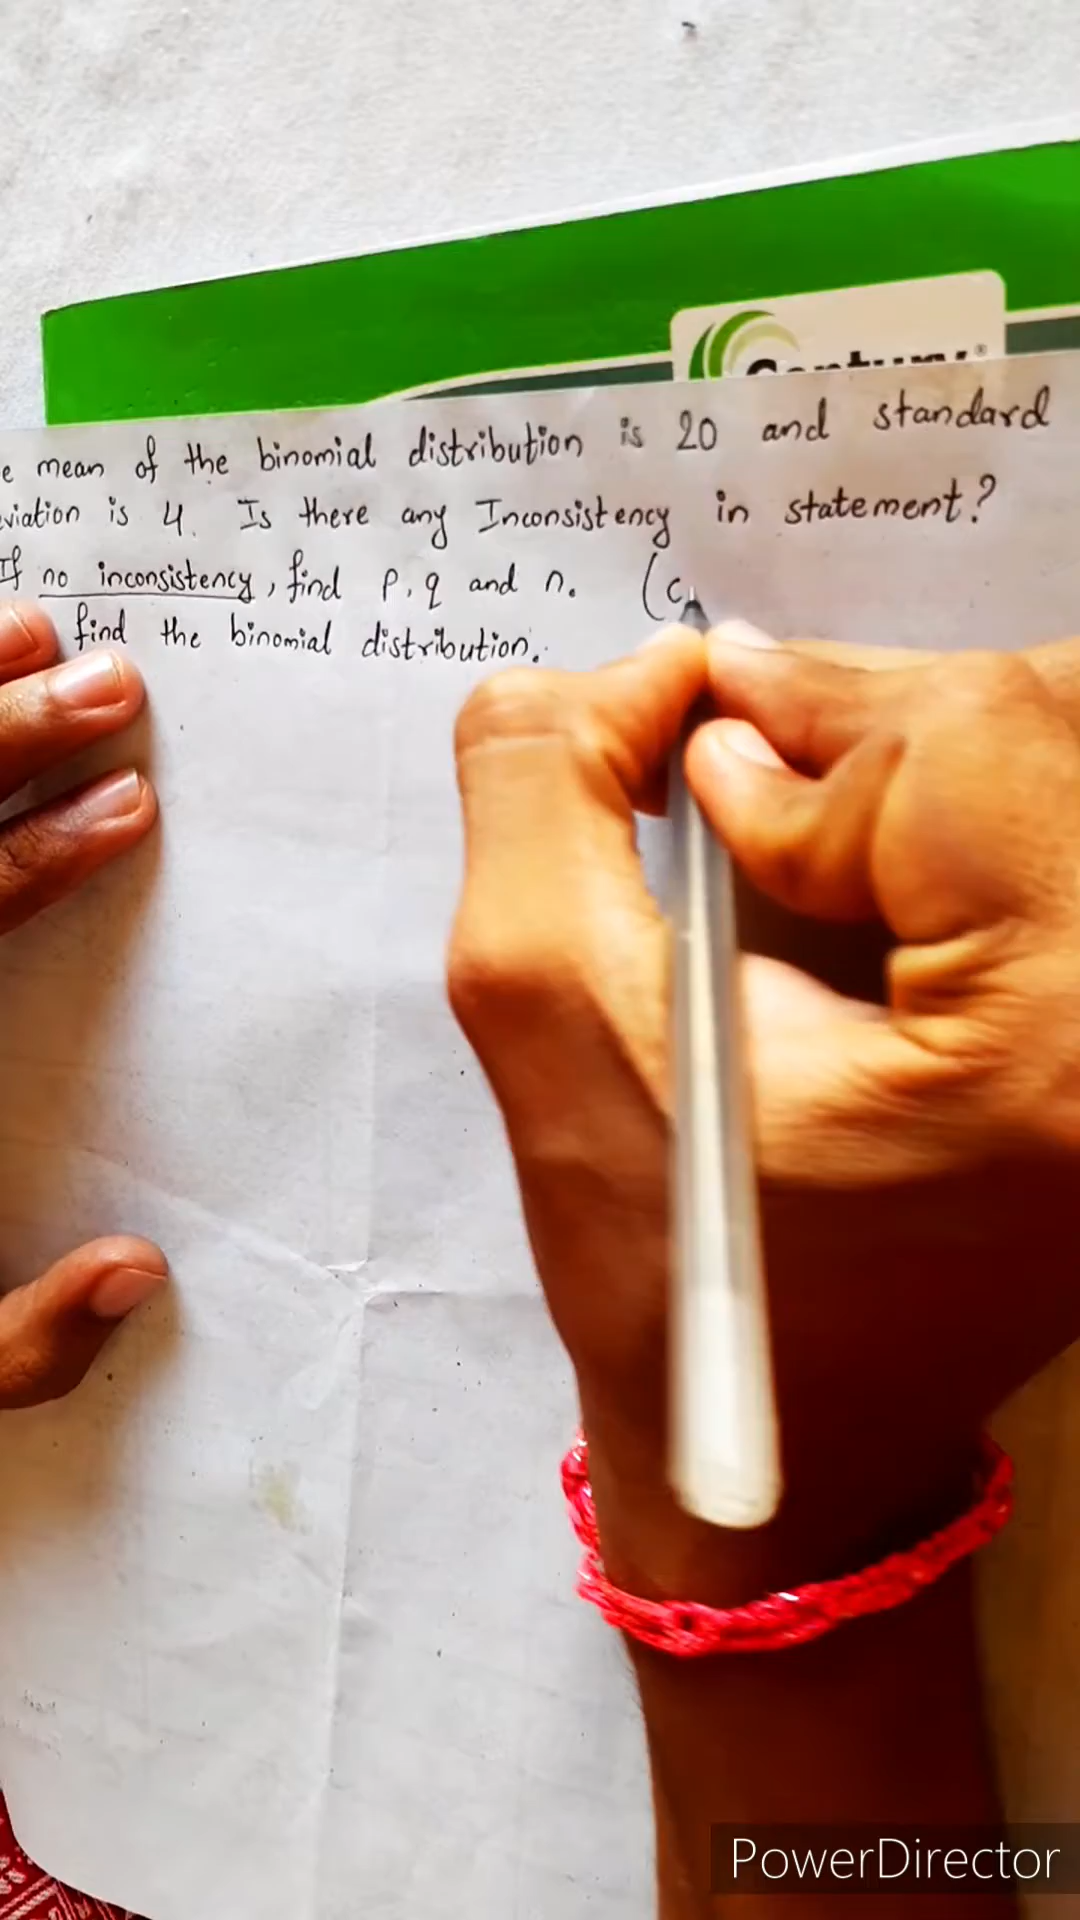 Century®
e mean of the binomial distribution is 20 and standard
viation is 4. Is there any Inconsistency in statement?
If no inconsistency, find p, q and n. (c
find the binomial distribution.
PowerDirector